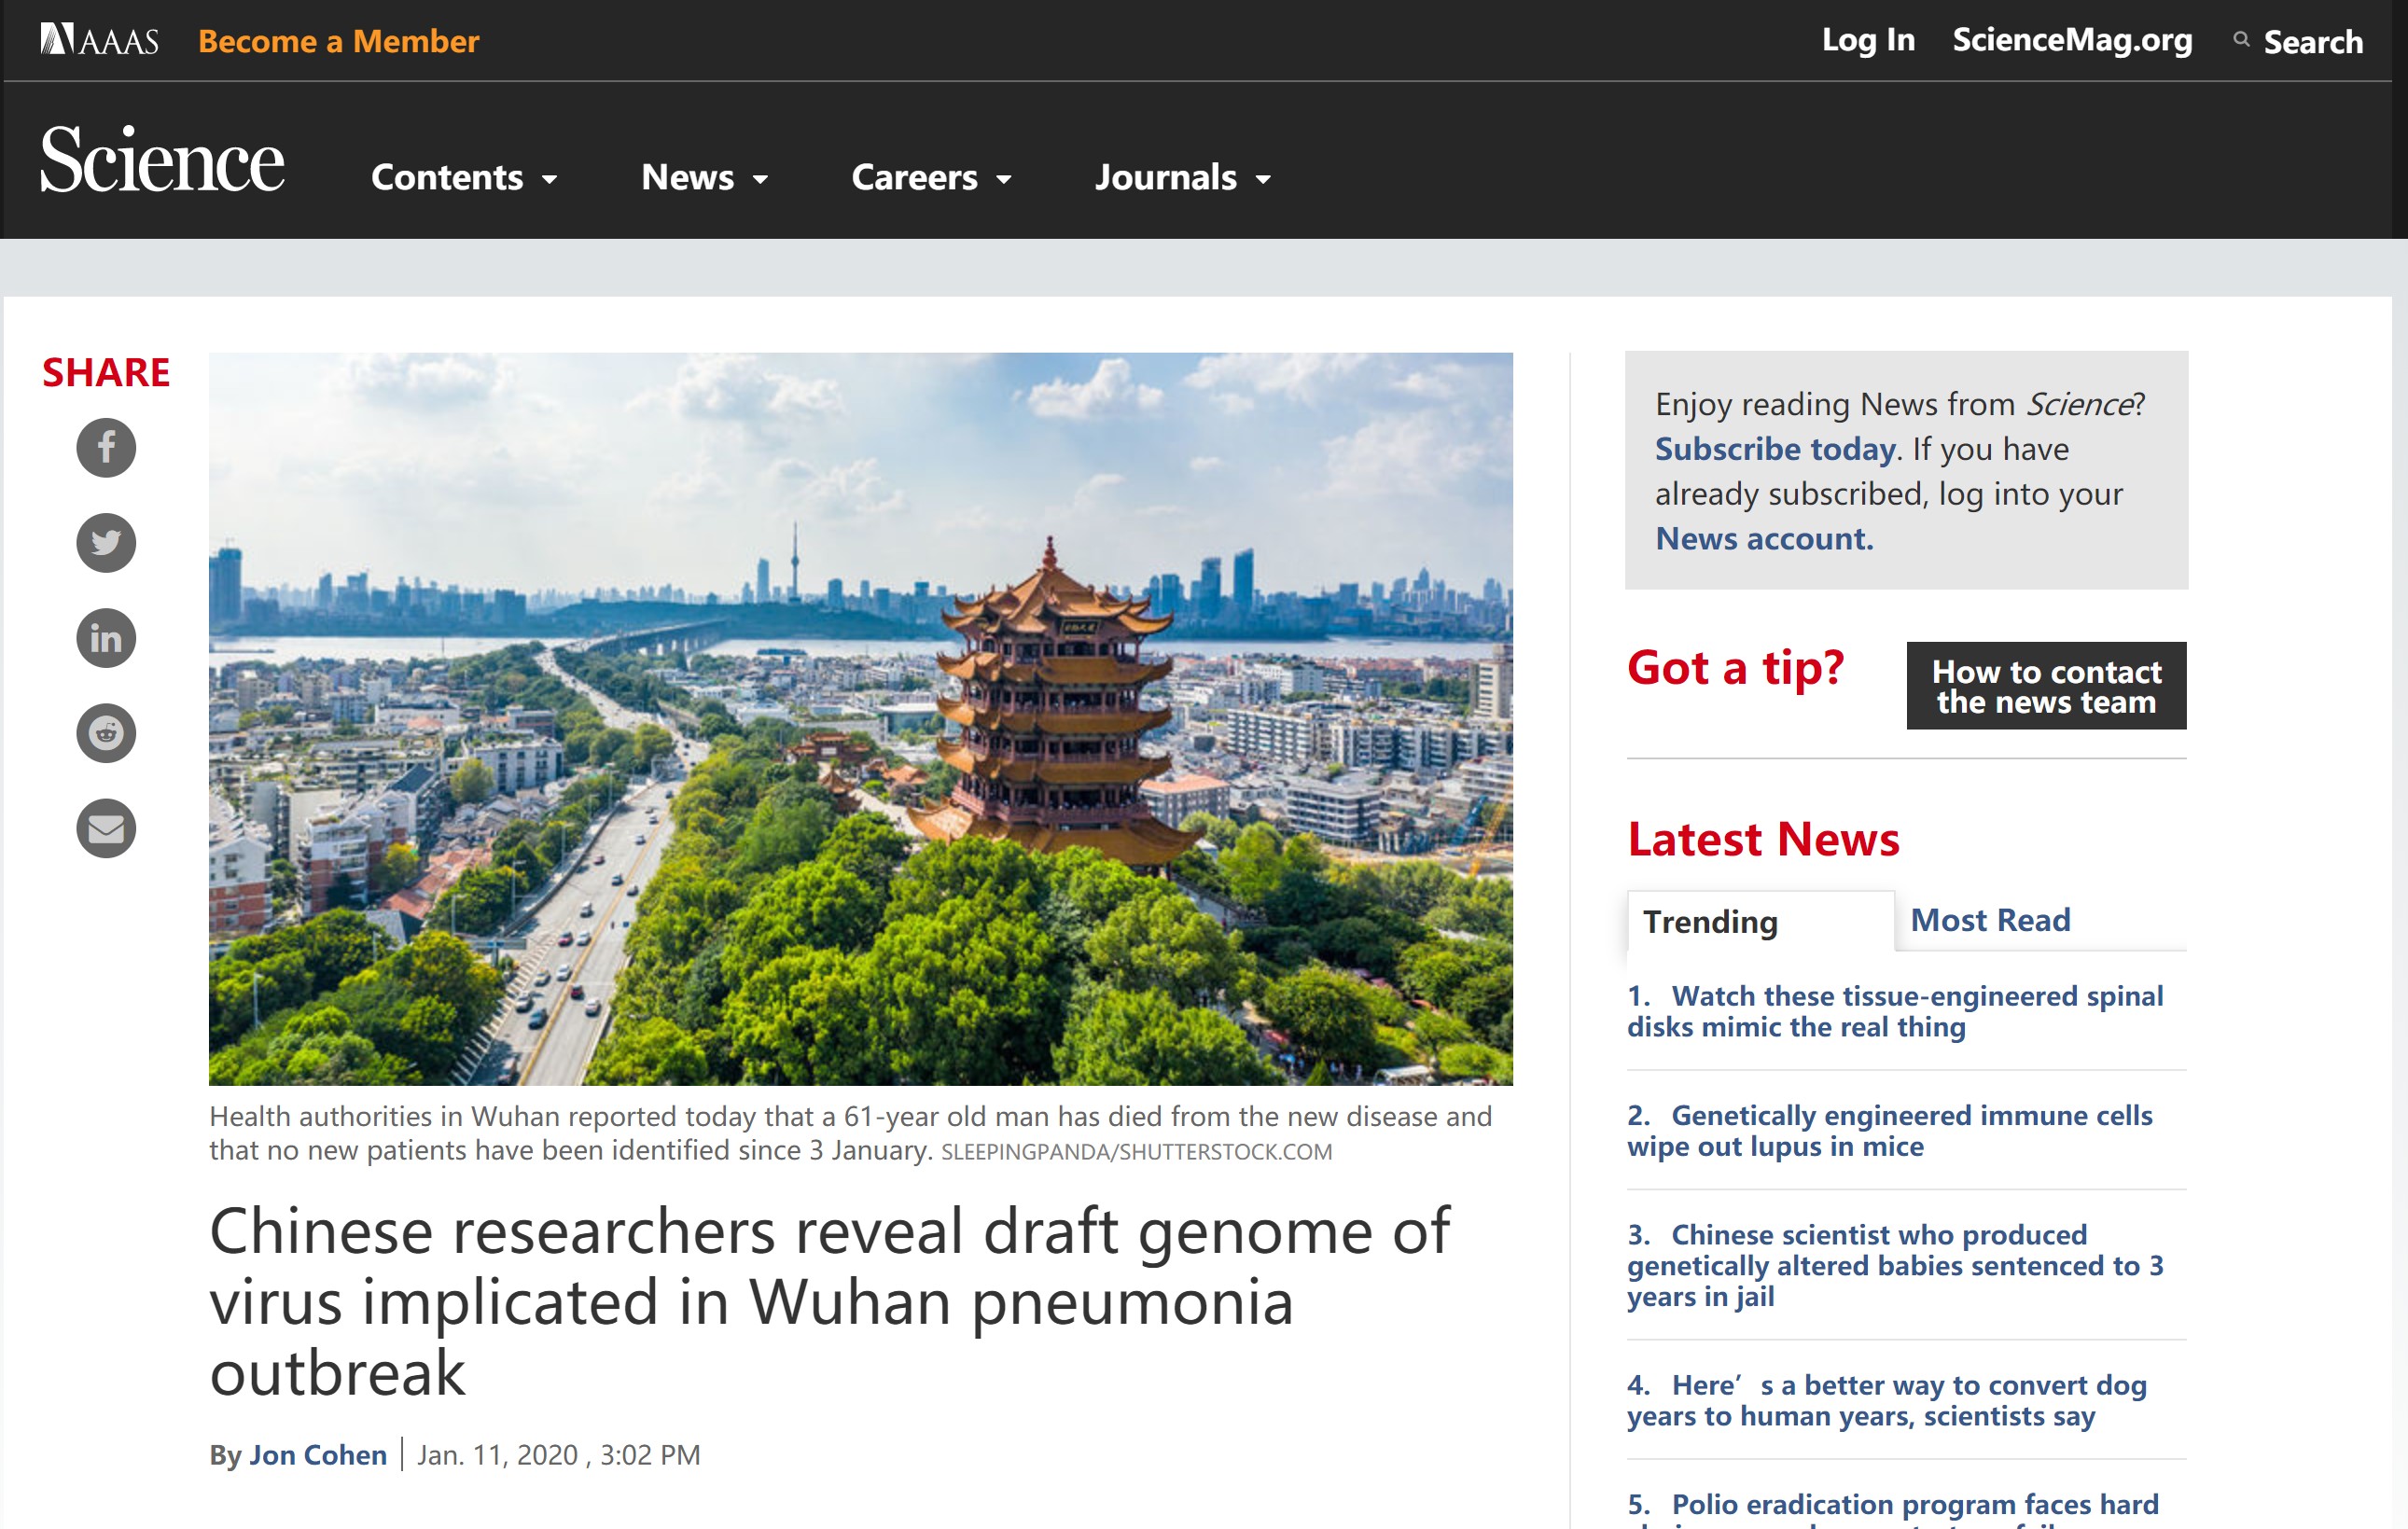 AAAS Become a Member Log In ScienceMag.org Search
Science Contents News Careers Journals
SHARE
Health authorities in Wuhan reported today that a 61-year old man has died from the new disease and
that no new patients have been identified since 3 January. SLEEPINGPANDA/SHUTTERSTOCK.COM
Chinese researchers reveal draft genome of
virus implicated in Wuhan pneumonia
outbreak
By Jon Cohen Jan. 11, 2020 , 3:02 PM
Enjoy reading News from Science?
Subscribe today. If you have
already subscribed, log into your
News account.
Got a tip?
How to contact
the news team
Latest News
Trending Most Read
1. Watch these tissue-engineered spinal
disks mimic the real thing
2. Genetically engineered immune cells
wipe out lupus in mice
3. Chinese scientist who produced
genetically altered babies sentenced to 3
years in jail
4. Here’ s a better way to convert dog
years to human years, scientists say
5. Polio eradication program faces hard